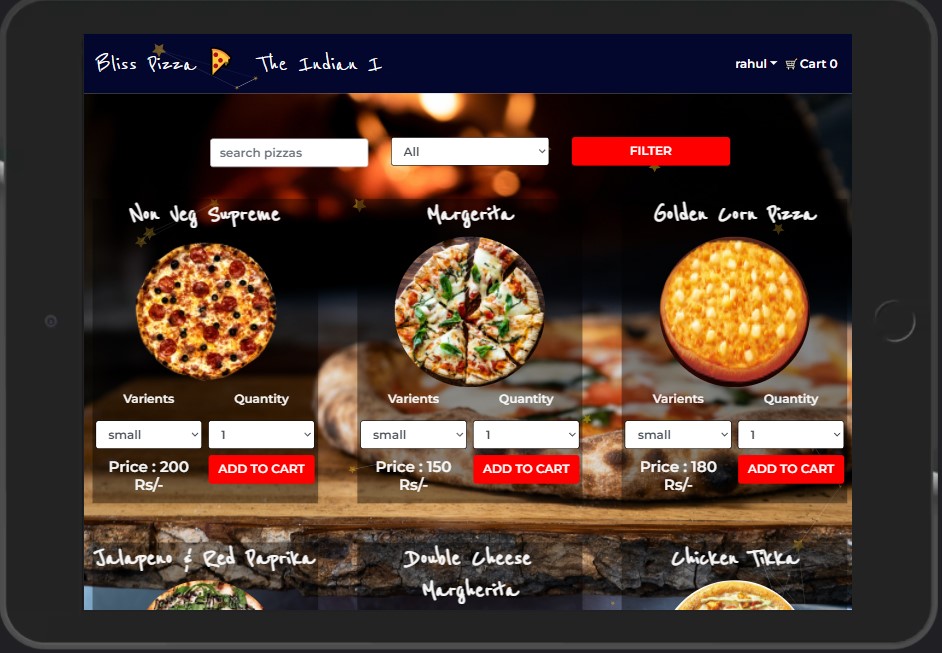 Bliss Pizza The Indian I
rahul Cart 0
search pizzas All FILTER
Non Veg Supreme Margerita Golden Corn Pizza
Varients Quantity Varients Quantity Varients Quantity
small 1 small 1 small 1
Price : 200 ADD TO CART Price : 150 ADD TO CART Price : 180 ADD TO CART
Rs/- Rs/- Rs/-
Jalapeno & Red Paprika Double Cheese Chicken Tikka
Margherita